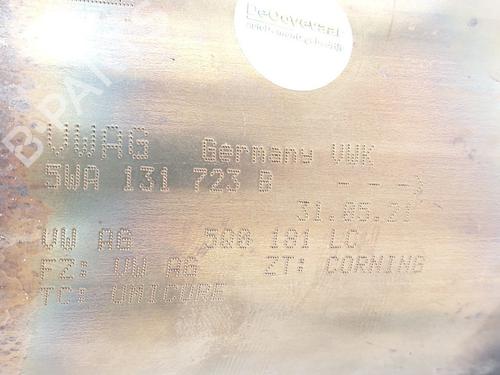 VWAG Germany VWK
5WA 131 723 B - - -
31.05.21
VW AG 5Q0 181 LC
FZ: VW AG ZT: CORNING
TC: UMICORE